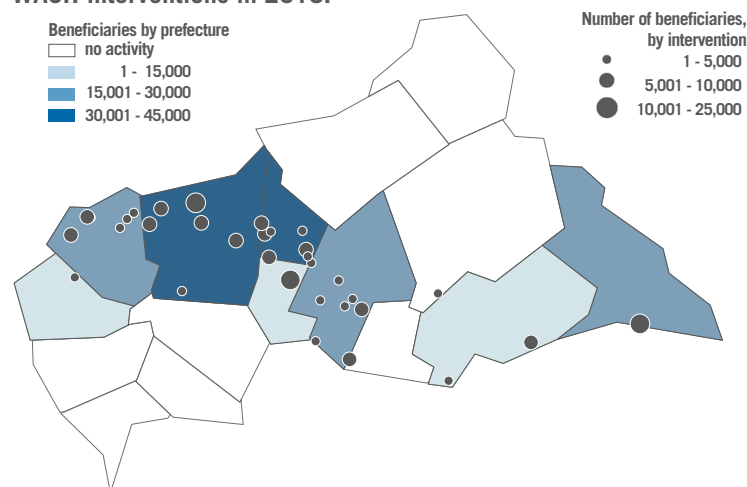 Beneficiaries by prefecture
no activity
1 - 15,000
15,001 - 30,000
30,001 - 45,000
Number of beneficiaries,
by intervention
1 - 5,000
5,001 - 10,000
10,001 - 25,000